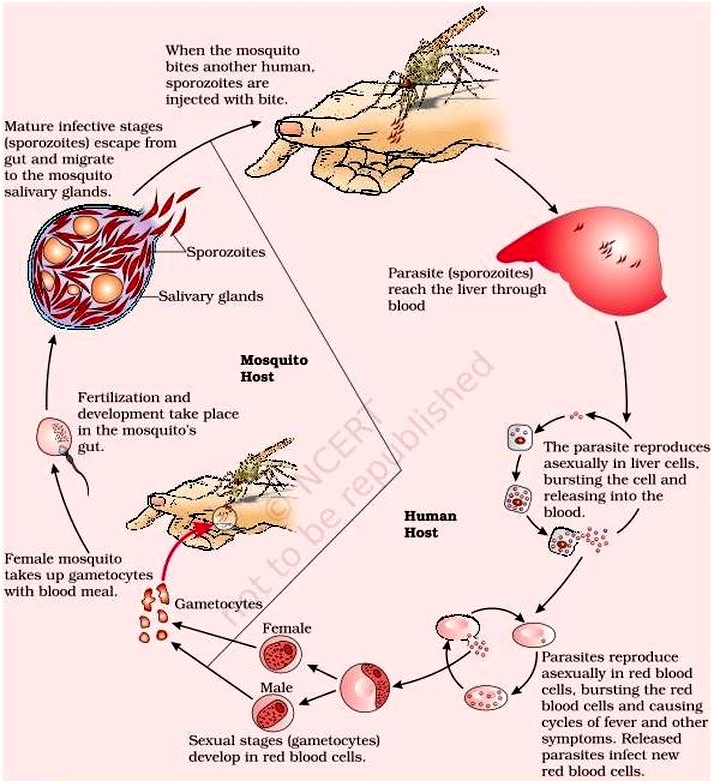 When the mosquito
bites another human,
sporozoites are
injected with bite.
Mature infective stages
(sporozoites) escape from
gut and migrate
to the mosquito
salivary glands.
Sporozoites
Salivary glands
Parasite (sporozoites)
reach the liver through
blood
Mosquito
Host
Fertilization and
development take place
in the mosquito's
gut.
The parasite reproduces
asexually in liver cells,
bursting the cell and
releasing into the
blood.
Human
Host
Female mosquito
takes up gametocytes
with blood meal.
Gametocytes
Female
Male
Sexual stages (gametocytes)
develop in red blood cells.
Parasites reproduce
asexually in red blood
cells, bursting the red
blood cells and causing
cycles of fever and other
symptoms. Released
parasites infect new
red blood cells.
© NCERT
not to be republished